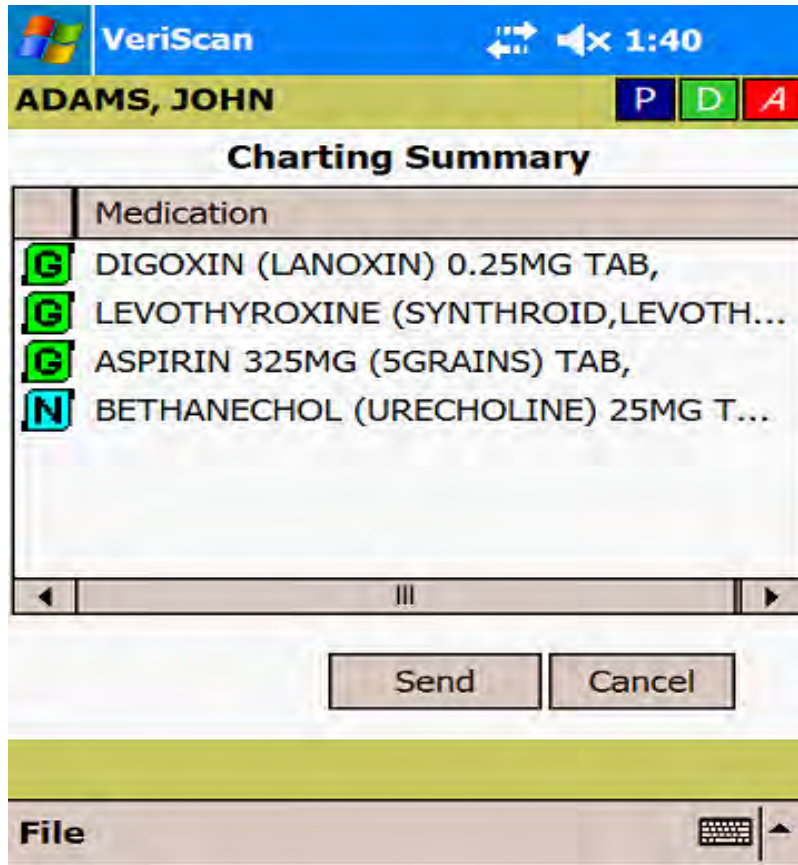 VeriScan 1:40
ADAMS, JOHN P D A
Charting Summary
Medication
G DIGOXIN (LANOXIN) 0.25MG TAB,
G LEVOTHYROXINE (SYNTHROID,LEVOTH...
G ASPIRIN 325MG (5GRAINS) TAB,
N BETHANECHOL (URECHOLINE) 25MG T...
Send Cancel
File